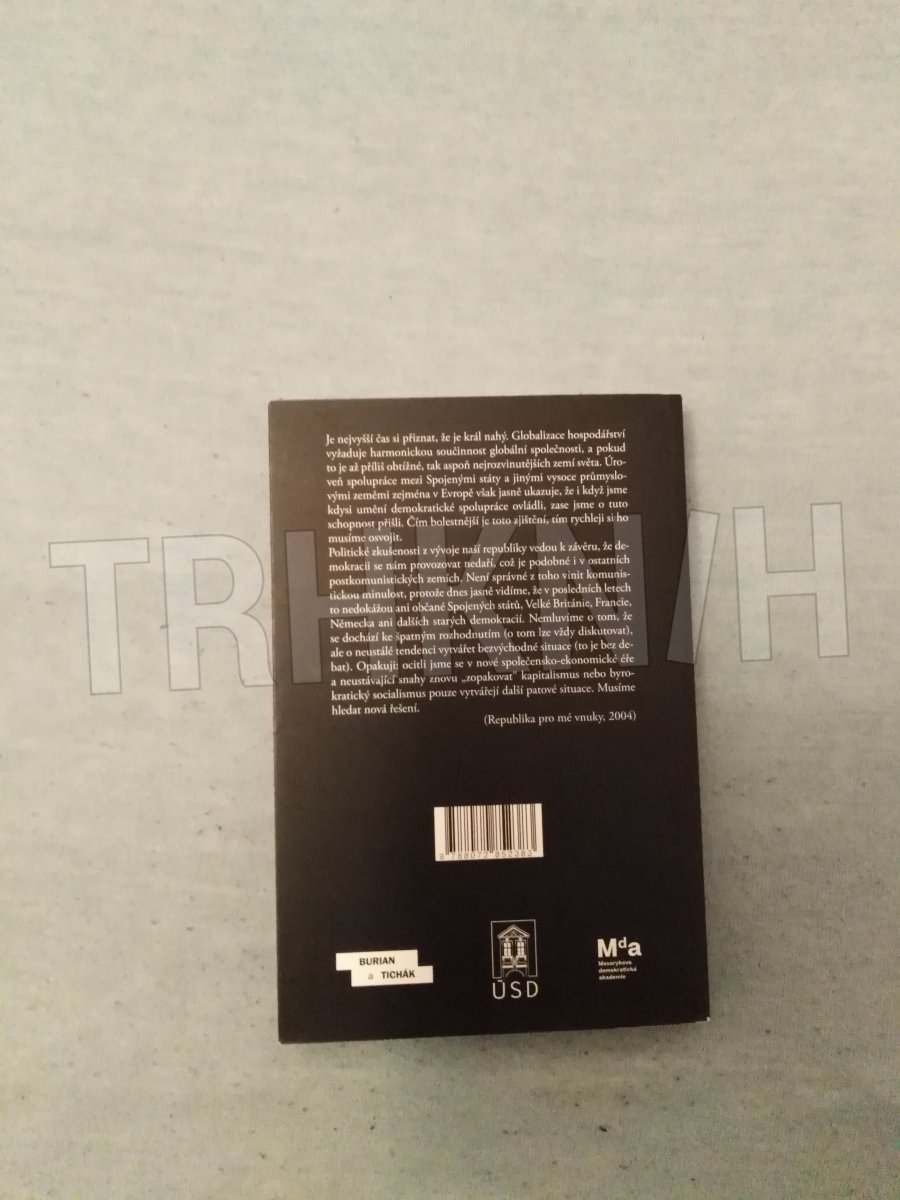 Je nejvyšší čas si přiznat, že je král nahý. Globalizace hospodářství
vyžaduje harmonickou součinnost globální společnosti, a pokud
to je až příliš obtížné, tak aspoň nejrozvinutějších zemí světa. Úro-
veň spolupráce mezi Spojenými státy a jinými vysoce průmyslo-
vými zeměmi zejména v Evropě však jasně ukazuje, že i když jsme
kdysi umění demokratické spolupráce ovládli, zase jsme o tuto
schopnost přišli. Čím bolestnější je toto zjištění, tím rychleji si ho
musíme osvojit.
Politické zkušenosti z vývoje naší republiky vedou k závěru, že de-
mokracii se nám provozovat nedaří, což je podobné i v ostatních
postkomunistických zemích. Není správné z toho vinit komunis-
tickou minulost, protože dnes jasně vidíme, že v posledních letech
to nedokážou ani občané Spojených států, Velké Británie, Francie,
Německa ani dalších starých demokracií. Nemluvíme o tom, že
se dochází ke špatným rozhodnutím (o tom lze vždy diskutovat),
ale o neustálé tendenci vytvářet bezvýchodné situace (to je bez de-
bat). Opakuji: ocitli jsme se v nové společensko-ekonomické éře
a neustávající snahy znovu „zopakovat" kapitalismus nebo byro-
kratický socialismus pouze vytvářejí další patové situace. Musíme
hledat nová řešení.
(Republika pro mé vnuky, 2004)
TRH KNIH
9 788072 852383
BURIAN
a TICHÁK
ÚSD
Mda
Masarykova
demokratická
akademie